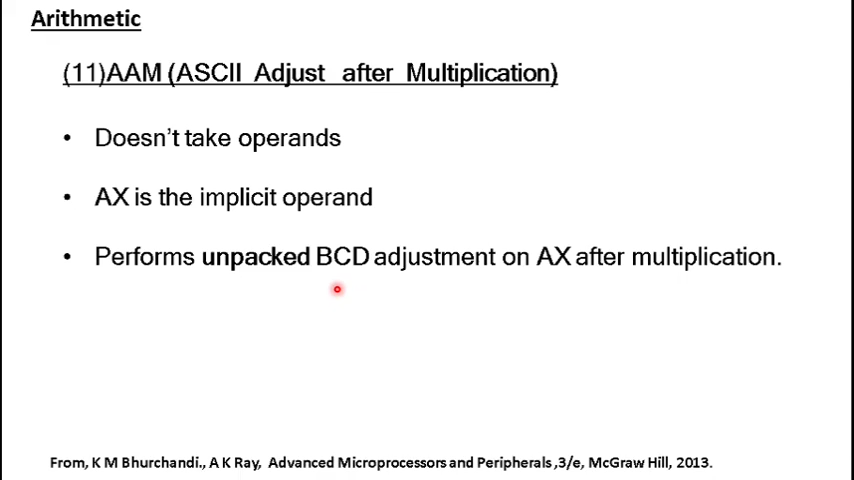 Arithmetic
(11)AAM (ASCII Adjust after Multiplication)
• Doesn't take operands
• AX is the implicit operand
• Performs unpacked BCD adjustment on AX after multiplication.
From, K M Bhurchandi., A K Ray, Advanced Microprocessors and Peripherals ,3/e, McGraw Hill, 2013.